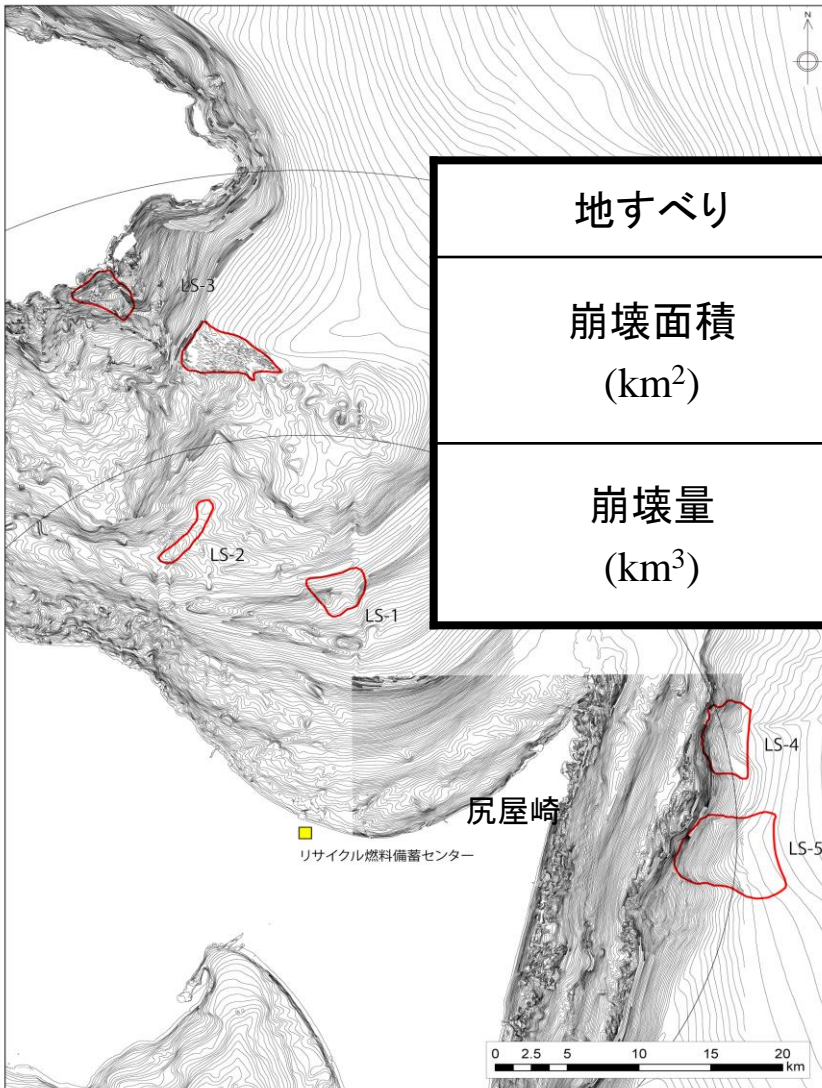 N
地すべり
崩壊面積
(km²)
崩壊量
(km³)
LS-3
LS-2
LS-1
LS-4
尻屋崎
LS-5
リサイクル燃料備蓄センター
0 2.5 5 10 15 20
km